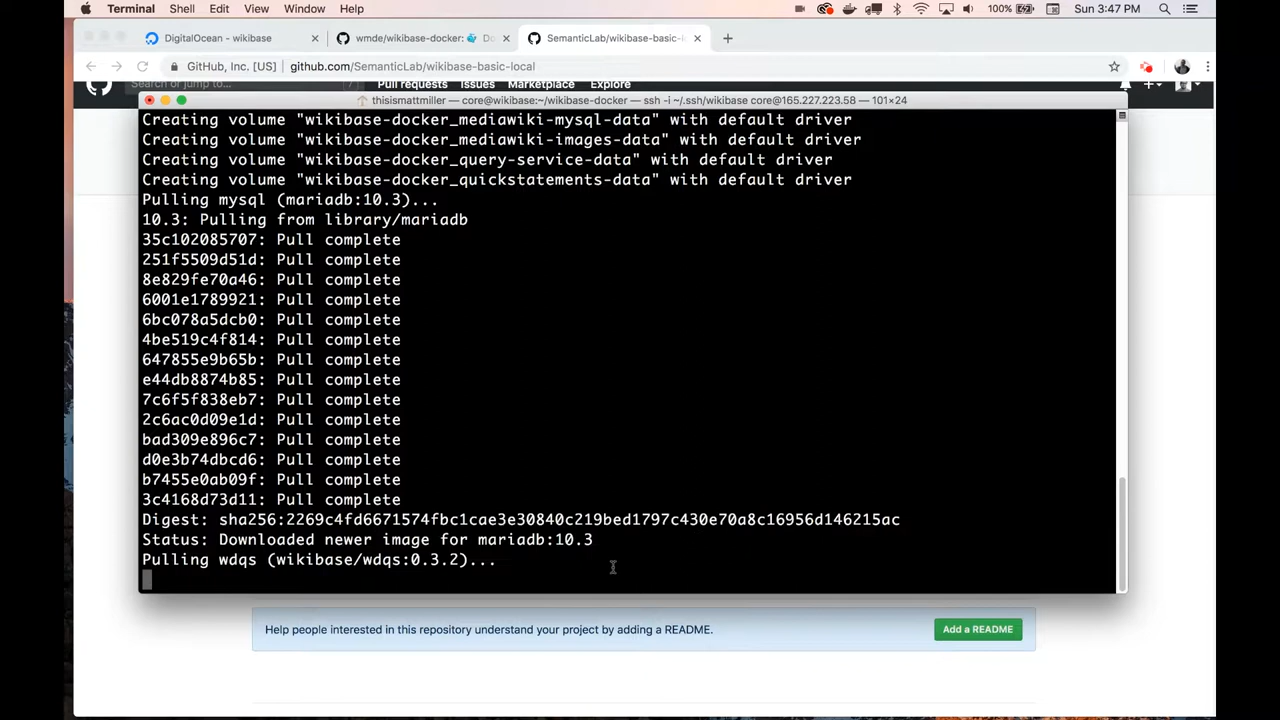 Terminal Shell Edit View Window Help 100% Sun 3:47 PM
DigitalOcean - wikibase wmde/wikibase-docker: Do SemanticLab/wikibase-basic-l
GitHub, Inc. [US] github.com/SemanticLab/wikibase-basic-local
Search or jump to... Pull requests Issues Marketplace Explore
thisismattmiller — core@wikibase:~/wikibase-docker — ssh -i ~/.ssh/wikibase core@165.227.223.58 — 101×24
Creating volume "wikibase-docker_mediawiki-mysql-data" with default driver
Creating volume "wikibase-docker_mediawiki-images-data" with default driver
Creating volume "wikibase-docker_query-service-data" with default driver
Creating volume "wikibase-docker_quickstatements-data" with default driver
Pulling mysql (mariadb:10.3)...
10.3: Pulling from library/mariadb
35c102085707: Pull complete
251f5509d51d: Pull complete
8e829fe70a46: Pull complete
6001e1789921: Pull complete
6bc078a5dcb0: Pull complete
4be519c4f814: Pull complete
647855e9b65b: Pull complete
e44db8874b85: Pull complete
7c6f5f838eb7: Pull complete
2c6ac0d09e1d: Pull complete
bad309e896c7: Pull complete
d0e3b74dbcd6: Pull complete
b7455e0ab09f: Pull complete
3c4168d73d11: Pull complete
Digest: sha256:2269c4fd6671574fbc1cae3e30840c219bed1797c430e70a8c16956d146215ac
Status: Downloaded newer image for mariadb:10.3
Pulling wdqs (wikibase/wdqs:0.3.2)...
Help people interested in this repository understand your project by adding a README. Add a README